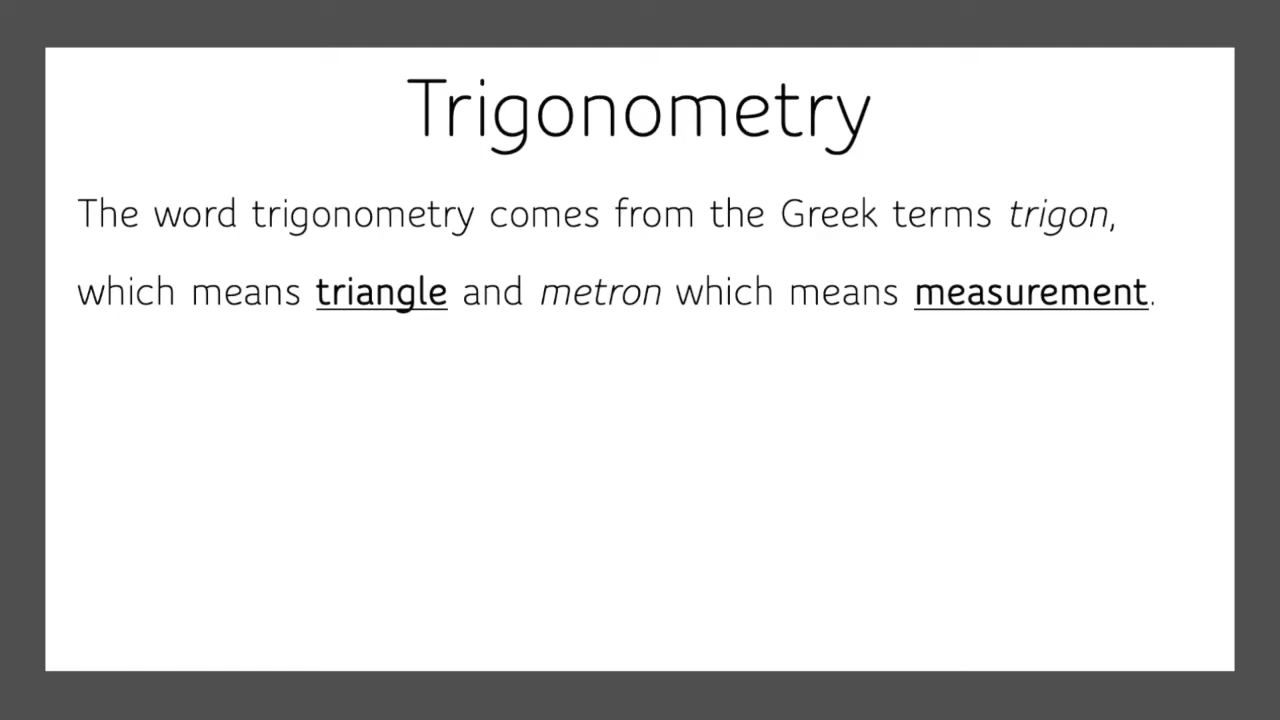 Trigonometry
The word trigonometry comes from the Greek terms trigon,
which means triangle and metron which means measurement.